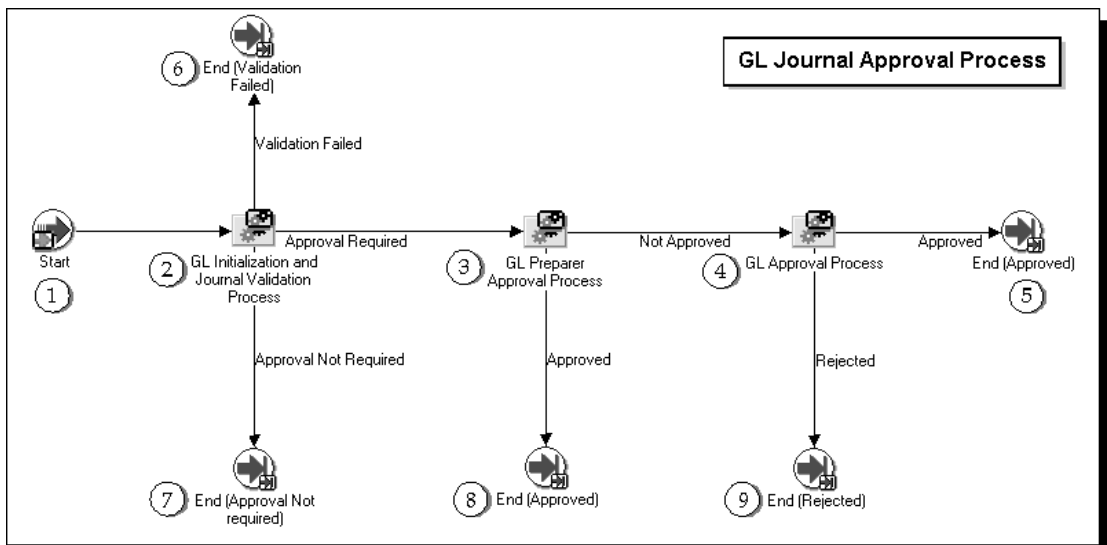 GL Journal Approval Process
6
End (Validation
Failed)
Validation Failed
Start
1
2
GL Initialization and
Journal Validation
Process
Approval Required
3
GL Preparer
Approval Process
Not Approved
4
GL Approval Process
Approved
End (Approved)
5
Approval Not Required
Approved
Rejected
7
End (Approval Not
required)
8
End (Approved)
9
End (Rejected)